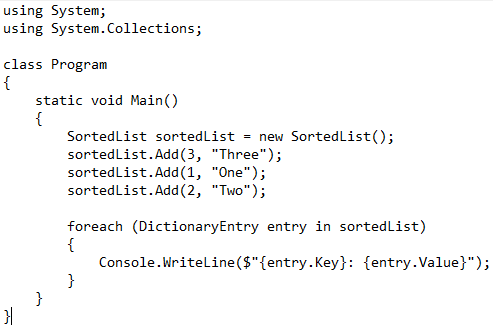 using System;
using System.Collections;
class Program
{
    static void Main()
    {
        SortedList sortedList = new SortedList();
        sortedList.Add(3, "Three");
        sortedList.Add(1, "One");
        sortedList.Add(2, "Two");
        foreach (DictionaryEntry entry in sortedList)
        {
            Console.WriteLine($"{entry.Key}: {entry.Value}");
        }
    }
}